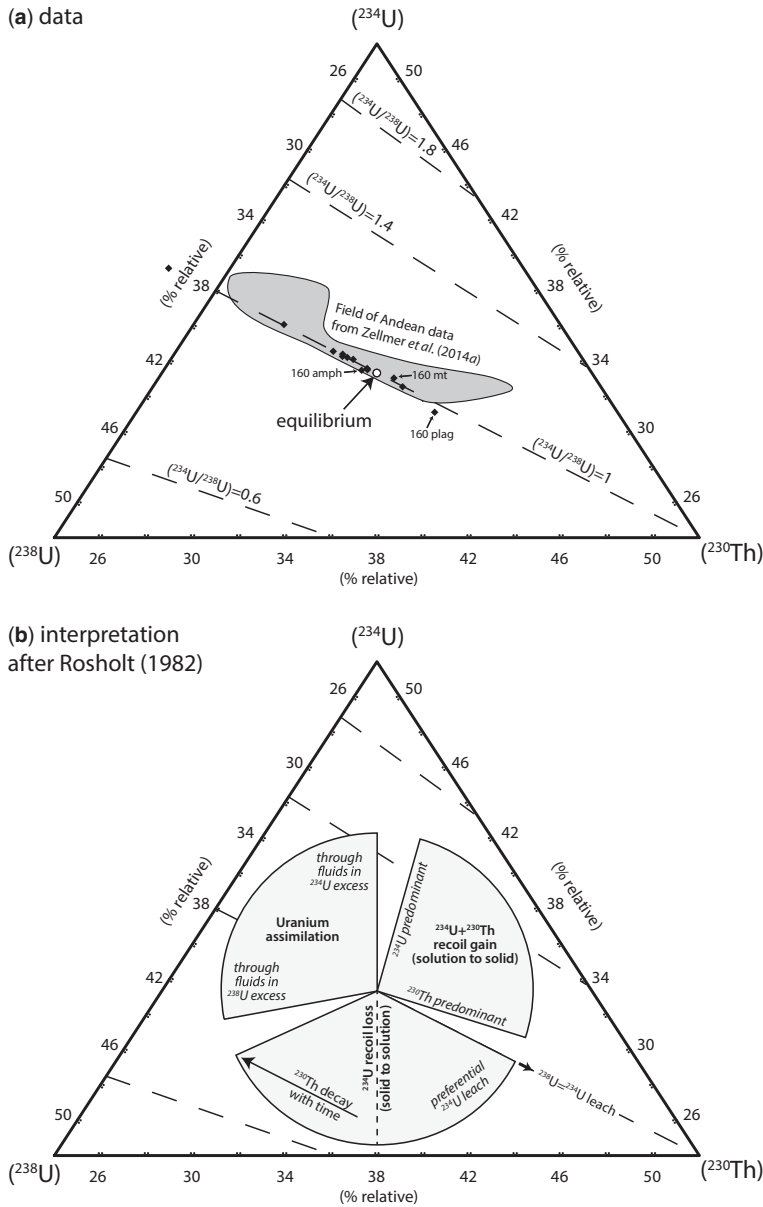 (a) data
(²³⁴U)
26
50
(²³⁴U/²³⁸U)=1.8
30
46
(²³⁴U/²³⁸U)=1.4
34
42
(% relative)
(% relative)
38
38
Field of Andean data
from Zellmer et al. (2014a)
42
34
160 amph
160 mt
equilibrium
46
30
160 plag
(²³⁴U/²³⁸U)=1
(²³⁴U/²³⁸U)=0.6
50
26
(²³⁸U)
26
30
34
38
42
46
50
(²³⁰Th)
(% relative)
(b) interpretation
after Rosholt (1982)
(²³⁴U)
26
50
30
46
34
42
through
fluids in
²³⁴U excess
(% relative)
(% relative)
38
38
Uranium
assimilation
²³⁴U predominant
²³⁴U+²³⁰Th
recoil gain
(solution to solid)
42
34
through
fluids in
²³⁸U excess
²³⁰Th predominant
46
30
²³⁴U recoil loss
(solid to solution)
²³⁰Th decay
with time
preferential
²³⁴U leach
²³⁸U=²³⁴U leach
50
26
(²³⁸U)
26
30
34
38
42
46
50
(²³⁰Th)
(% relative)